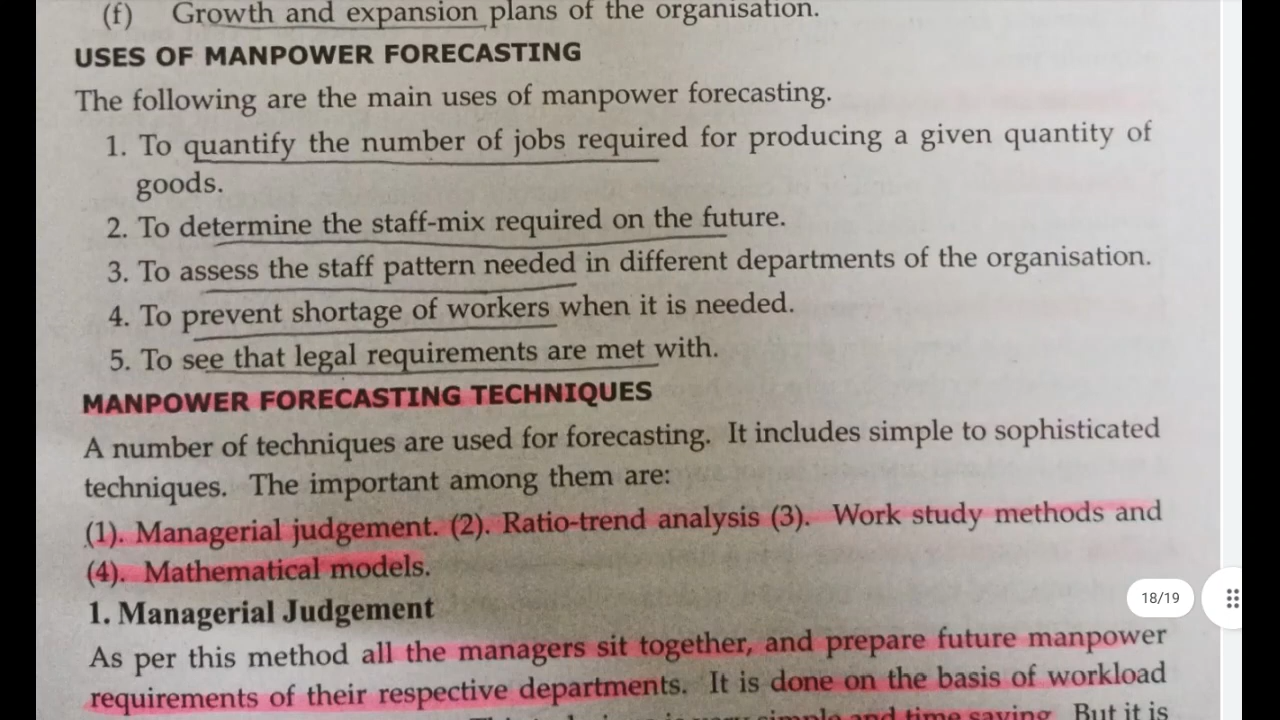 (f) Growth and expansion plans of the organisation.
USES OF MANPOWER FORECASTING
The following are the main uses of manpower forecasting.
1. To quantify the number of jobs required for producing a given quantity of
goods.
2. To determine the staff-mix required on the future.
3. To assess the staff pattern needed in different departments of the organisation.
4. To prevent shortage of workers when it is needed.
5. To see that legal requirements are met with.
MANPOWER FORECASTING TECHNIQUES
A number of techniques are used for forecasting. It includes simple to sophisticated
techniques. The important among them are:
(1). Managerial judgement. (2). Ratio-trend analysis (3). Work study methods and
(4). Mathematical models.
18/19
1. Managerial Judgement
As per this method all the managers sit together, and prepare future manpower
requirements of their respective departments. It is done on the basis of workload
simple and time saving. But it is